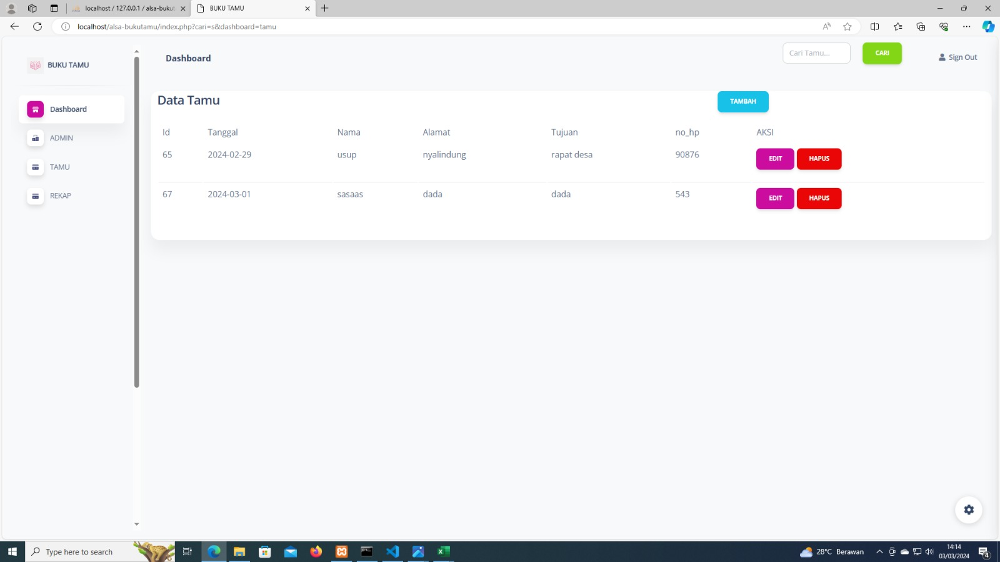 localhost / 127.0.0.1 / alsa-bukut
BUKU TAMU
localhost/alsa-bukutamu/index.php?cari=s&dashboard=tamu
BUKU TAMU
Dashboard
Cari Tamu...
CARI
Sign Out
Dashboard
ADMIN
TAMU
REKAP
Data Tamu
TAMBAH
Id Tanggal Nama Alamat Tujuan no_hp AKSI
65 2024-02-29 usup nyalindung rapat desa 90876 EDIT HAPUS
67 2024-03-01 sasaas dada dada 543 EDIT HAPUS
Type here to search
28°C Berawan
14:14
03/03/2024
4